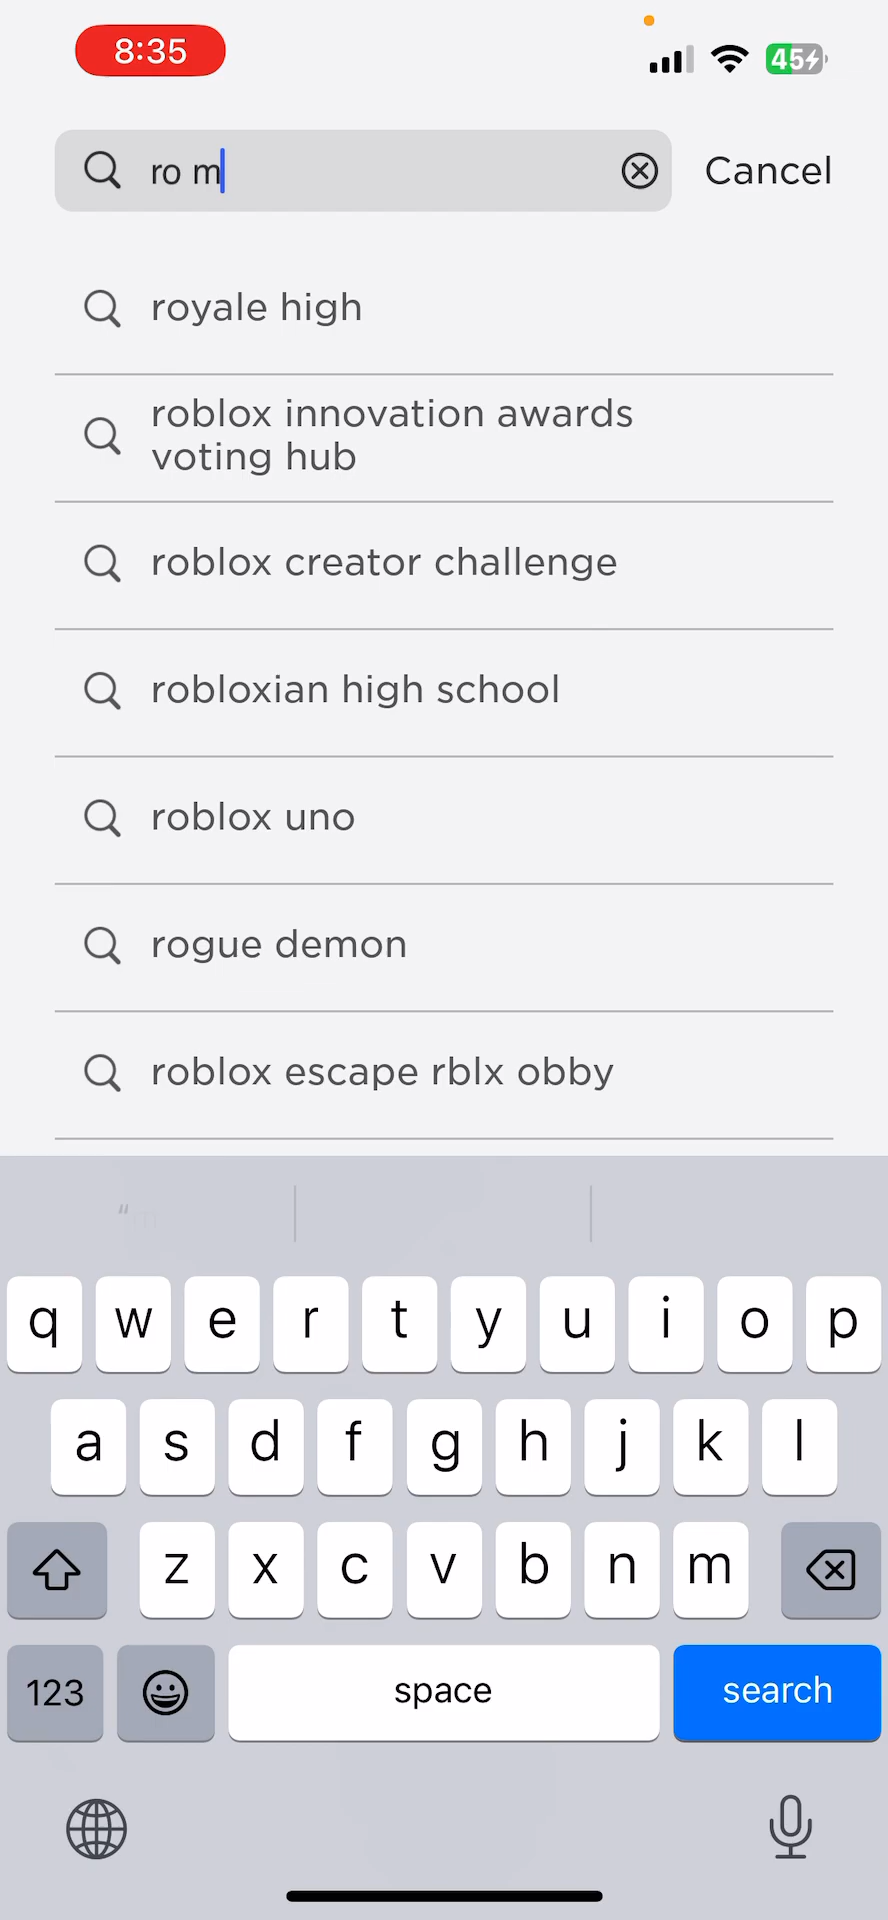 8:35
45
ro m
Cancel
royale high
roblox innovation awards
voting hub
roblox creator challenge
robloxian high school
roblox uno
rogue demon
roblox escape rblx obby
q w e r t y u i o p
a s d f g h j k l
z x c v b n m
123
space
search